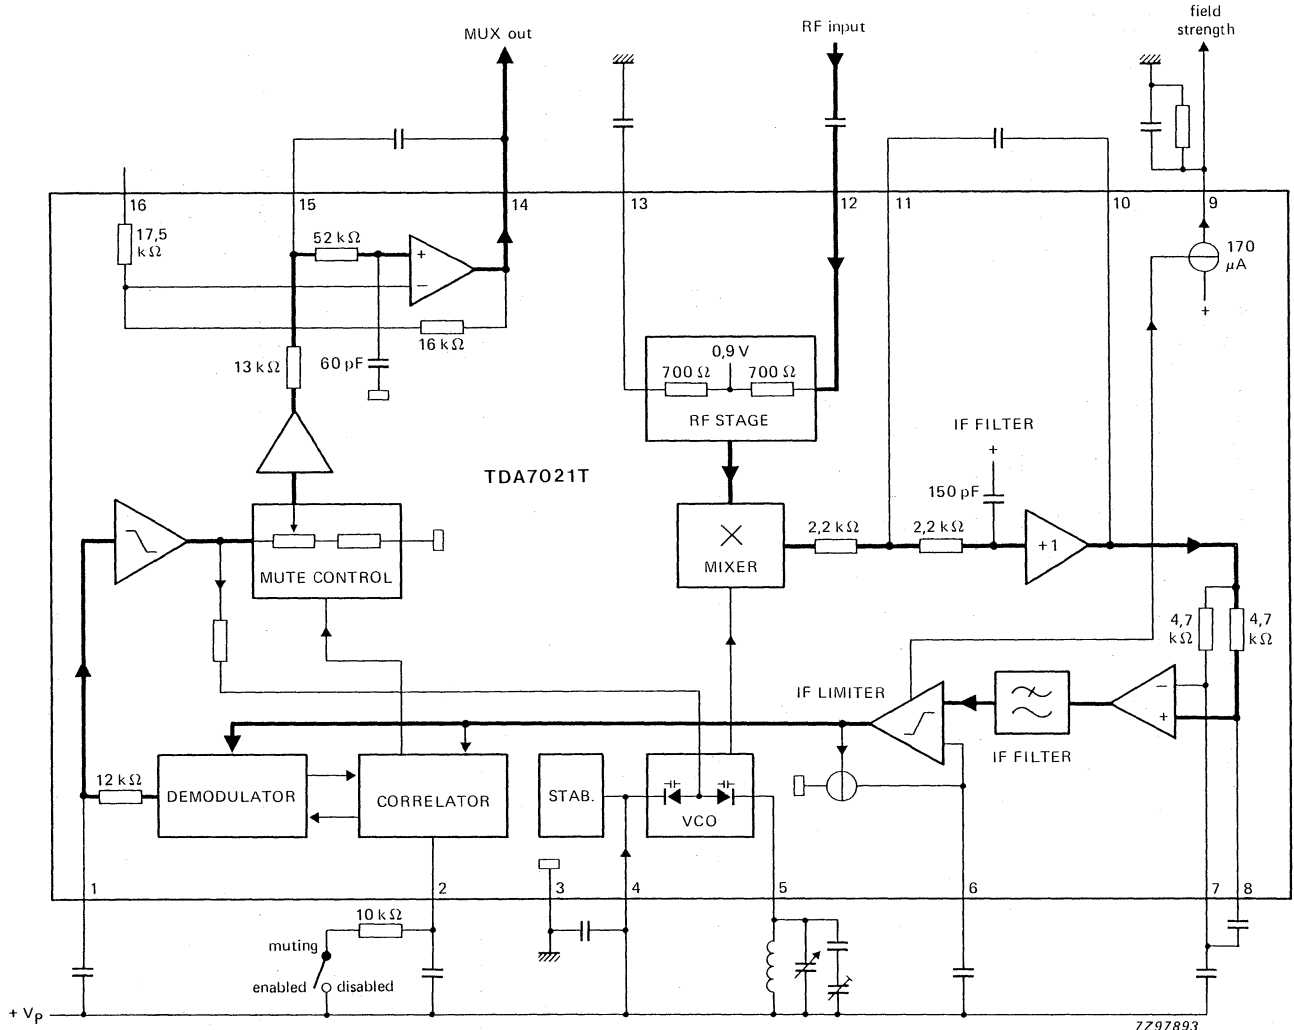 MUX out
RF input
field
strength
16
15
14
13
12
11
10
9
17,5
kΩ
52 kΩ
+
−
16 kΩ
13 kΩ
60 pF
170
μA
+
0,9 V
700 Ω
700 Ω
RF STAGE
TDA7021T
IF FILTER
+
150 pF
MUTE CONTROL
MIXER
2,2 kΩ
2,2 kΩ
+1
4,7
kΩ
4,7
kΩ
IF LIMITER
−
+
IF FILTER
12 kΩ
DEMODULATOR
CORRELATOR
STAB.
VCO
1
2
3
4
5
6
7
8
10 kΩ
muting
enabled
disabled
+ VP
7Z97893